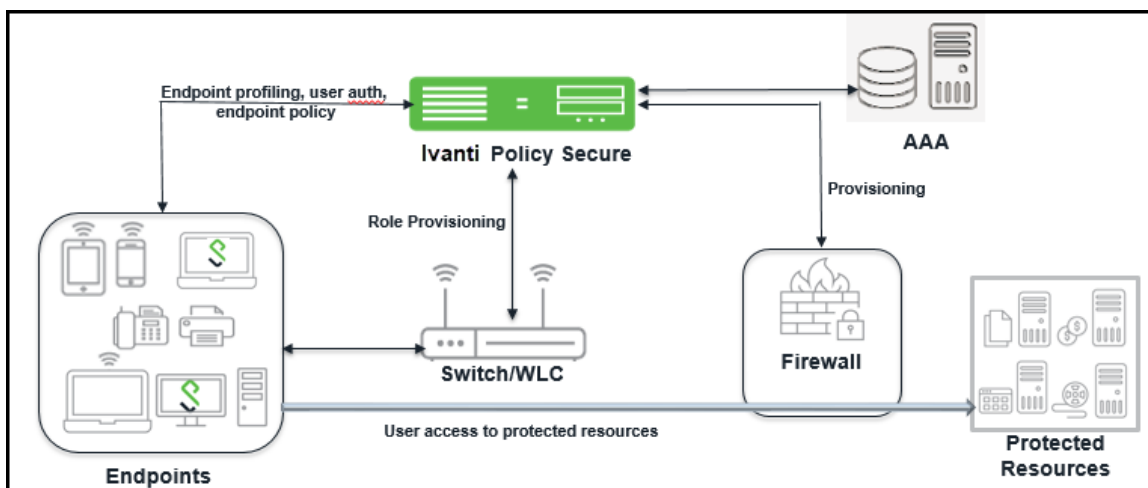 Endpoint profiling, user auth,
endpoint policy
Ivanti Policy Secure
AAA
Provisioning
Role Provisioning
Switch/WLC
Firewall
User access to protected resources
Endpoints
Protected
Resources